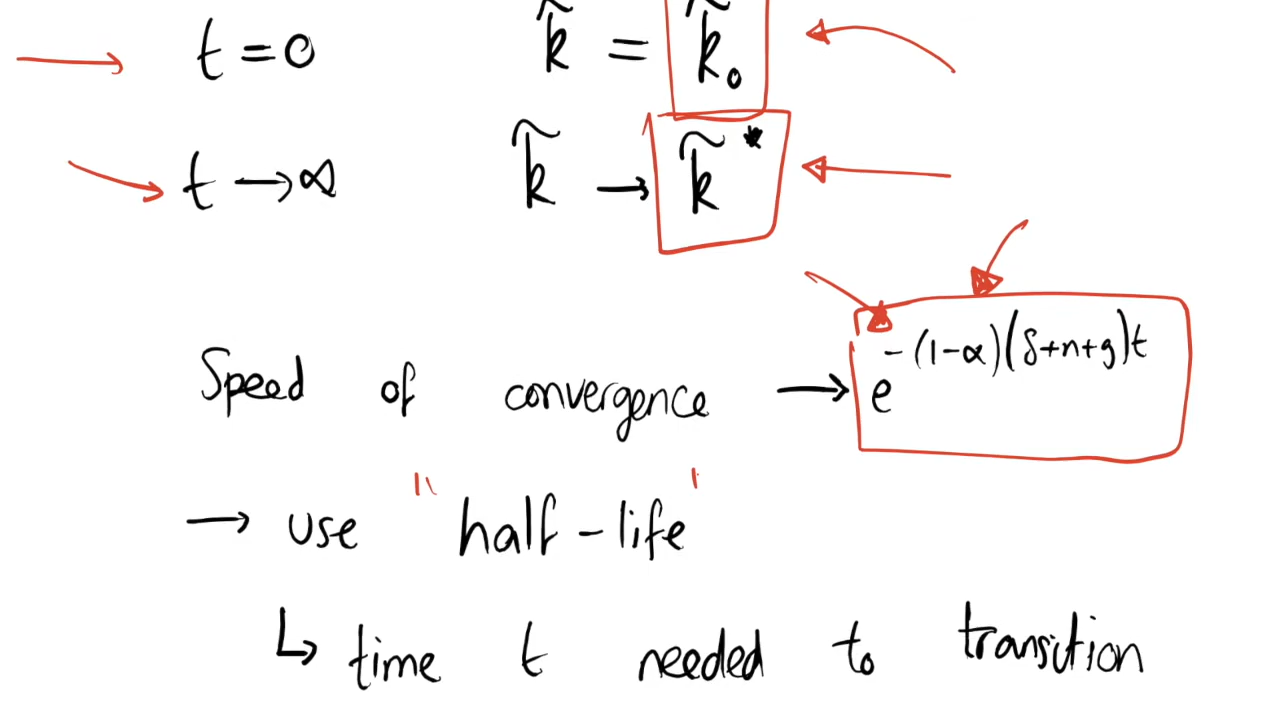 t = 0 k̃ = k̃₀
t → ∞ k̃ → k̃*
Speed of convergence → e^{-(1-α)(δ+n+g)t}
→ use "half-life"
↳ time t needed to transition